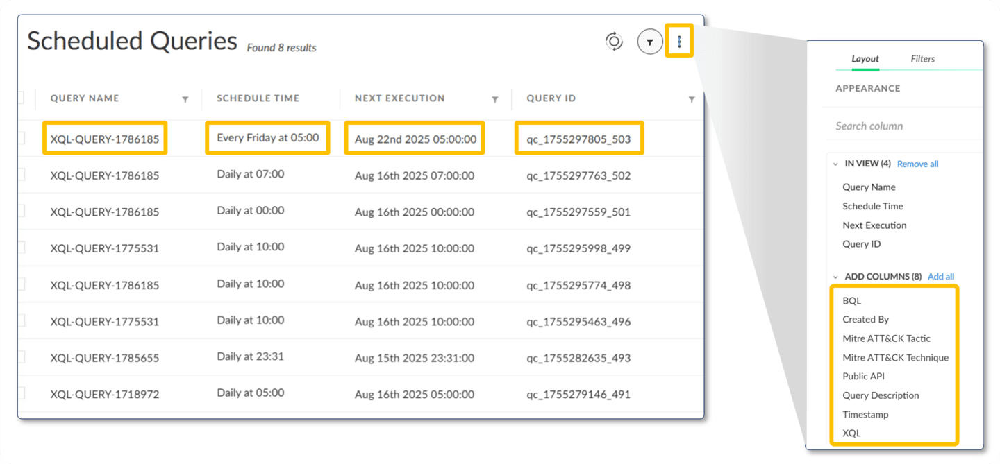 Scheduled Queries Found 8 results
QUERY NAME SCHEDULE TIME NEXT EXECUTION QUERY ID
XQL-QUERY-1786185 Every Friday at 05:00 Aug 22nd 2025 05:00:00 qc_1755297805_503
XQL-QUERY-1786185 Daily at 07:00 Aug 16th 2025 07:00:00 qc_1755297763_502
XQL-QUERY-1786185 Daily at 00:00 Aug 16th 2025 00:00:00 qc_1755297559_501
XQL-QUERY-1775531 Daily at 10:00 Aug 16th 2025 10:00:00 qc_1755295998_499
XQL-QUERY-1786185 Daily at 10:00 Aug 16th 2025 10:00:00 qc_1755295774_498
XQL-QUERY-1775531 Daily at 10:00 Aug 16th 2025 10:00:00 qc_1755295463_496
XQL-QUERY-1785655 Daily at 23:31 Aug 15th 2025 23:31:00 qc_1755282635_493
XQL-QUERY-1718972 Daily at 05:00 Aug 16th 2025 05:00:00 qc_1755279146_491
Layout Filters
APPEARANCE
Search column
IN VIEW (4) Remove all
Query Name
Schedule Time
Next Execution
Query ID
ADD COLUMNS (8) Add all
BQL
Created By
Mitre ATT&CK Tactic
Mitre ATT&CK Technique
Public API
Query Description
Timestamp
XQL